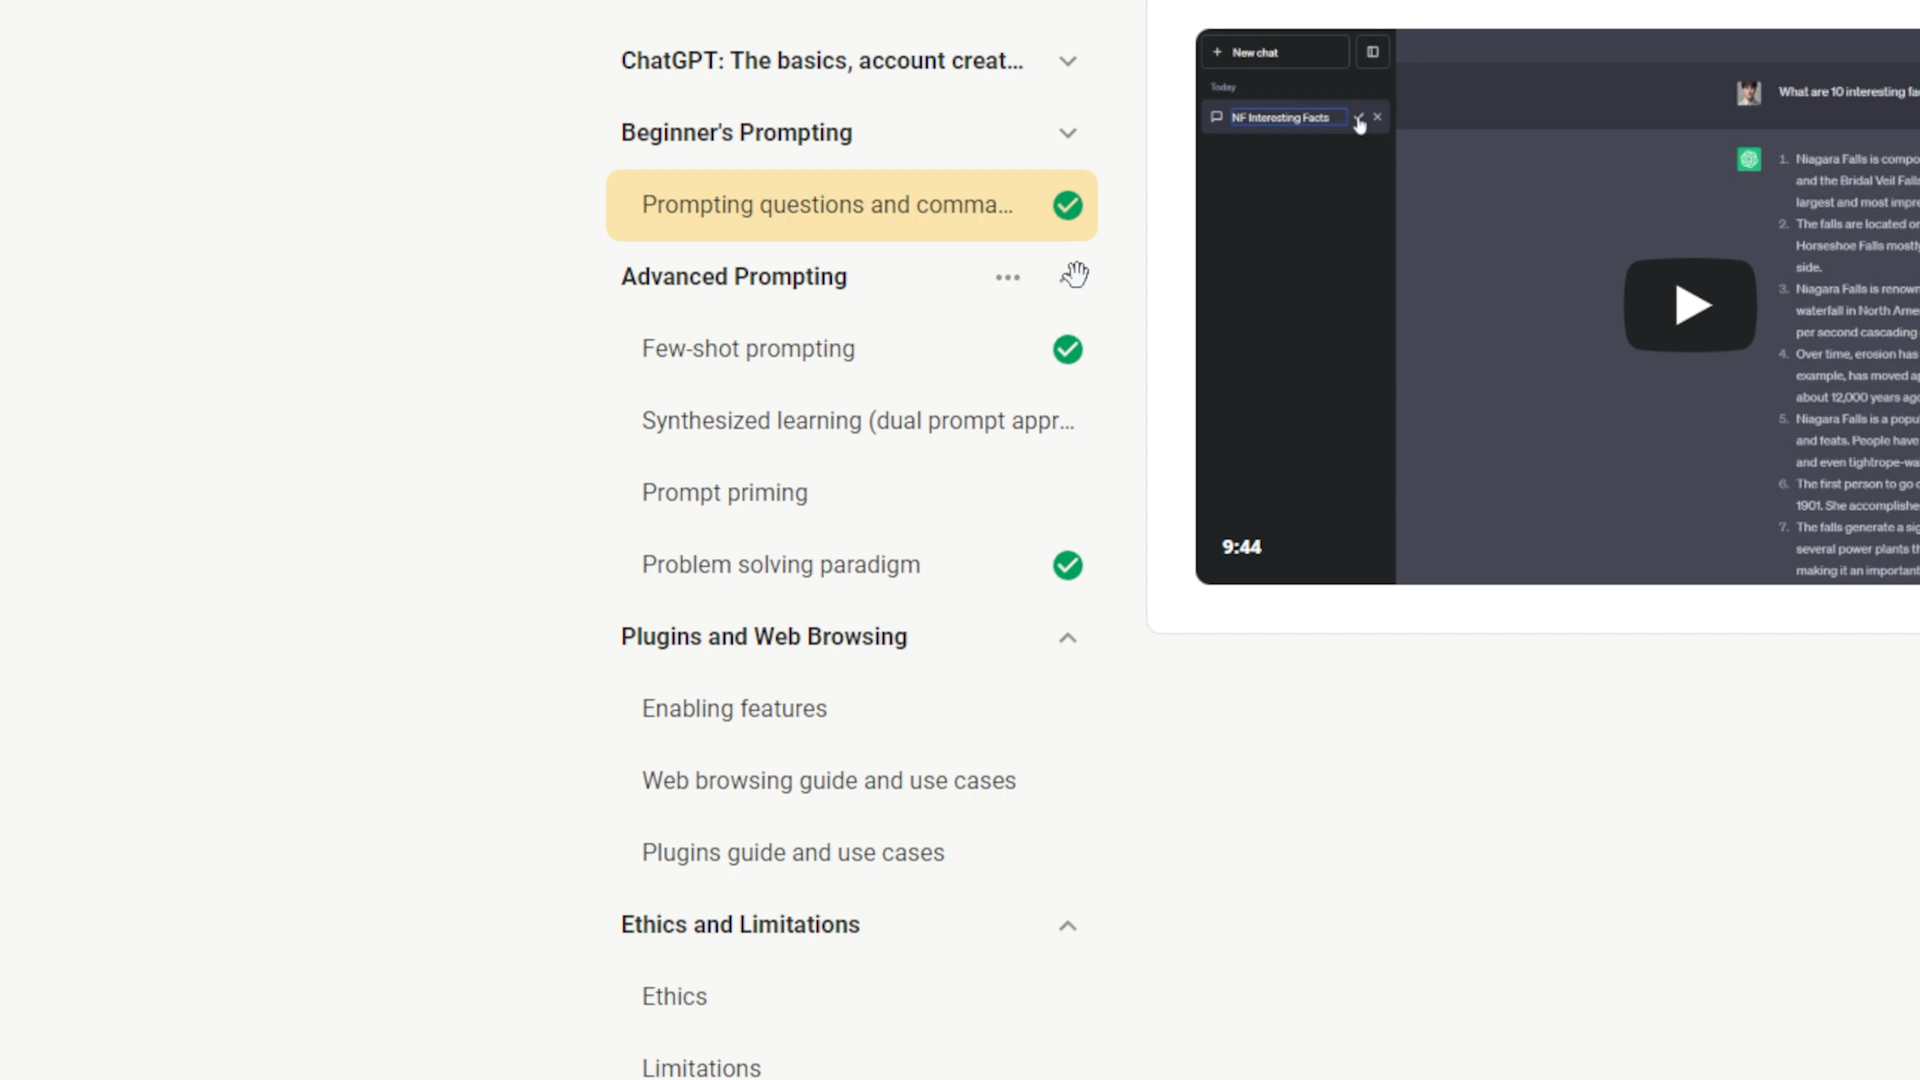 ChatGPT: The basics, account creat...
Beginner's Prompting
Prompting questions and comma...
Advanced Prompting
Few-shot prompting
Synthesized learning (dual prompt appr...
Prompt priming
Problem solving paradigm
Plugins and Web Browsing
Enabling features
Web browsing guide and use cases
Plugins guide and use cases
Ethics and Limitations
Ethics
Limitations
+ New chat
Today
NF Interesting Facts
9:44
What are 10 interesting fa
1. Niagara Falls is compo
and the Bridal Veil Falls
largest and most impre
2. The falls are located or
Horseshoe Falls mostly
side.
3. Niagara Falls is renown
waterfall in North Ame
per second cascading
4. Over time, erosion has
example, has moved ap
about 12,000 years ago
5. Niagara Falls is a popu
and feats. People have
and even tightrope-wa
6. The first person to go o
1901. She accomplishe
7. The falls generate a sig
several power plants th
making it an important